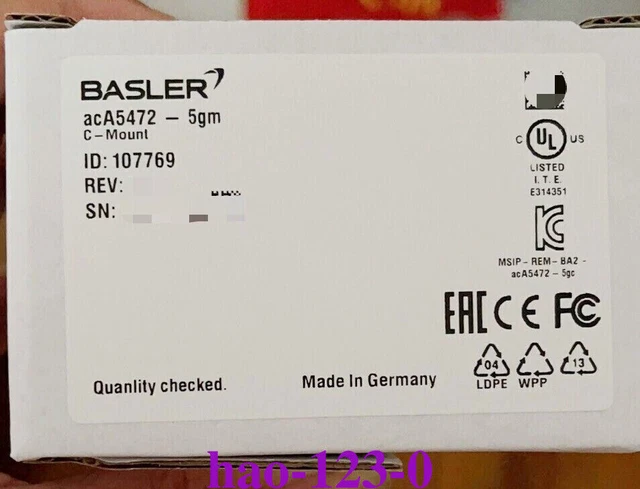 BASLER
acA5472 – 5gm
C–Mount
ID: 107769
REV:
SN:
C UL US
LISTED
I. T. E.
E314351
MSIP – REM – BA2 –
acA5472 – 5gc
EAC CE FC
04 13
LDPE WPP
Quanlity checked.
Made In Germany
hao-123-0